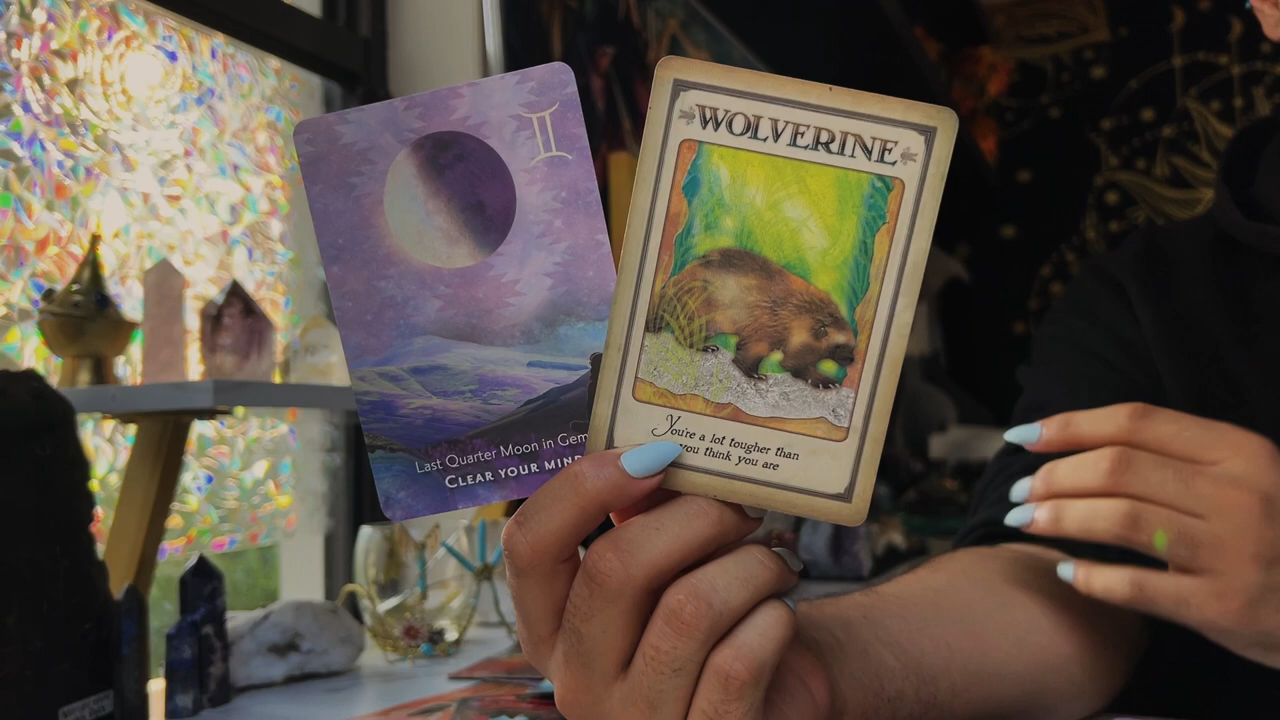 Last Quarter Moon in Gem
CLEAR YOUR MIND
WOLVERINE
You're a lot tougher than
you think you are